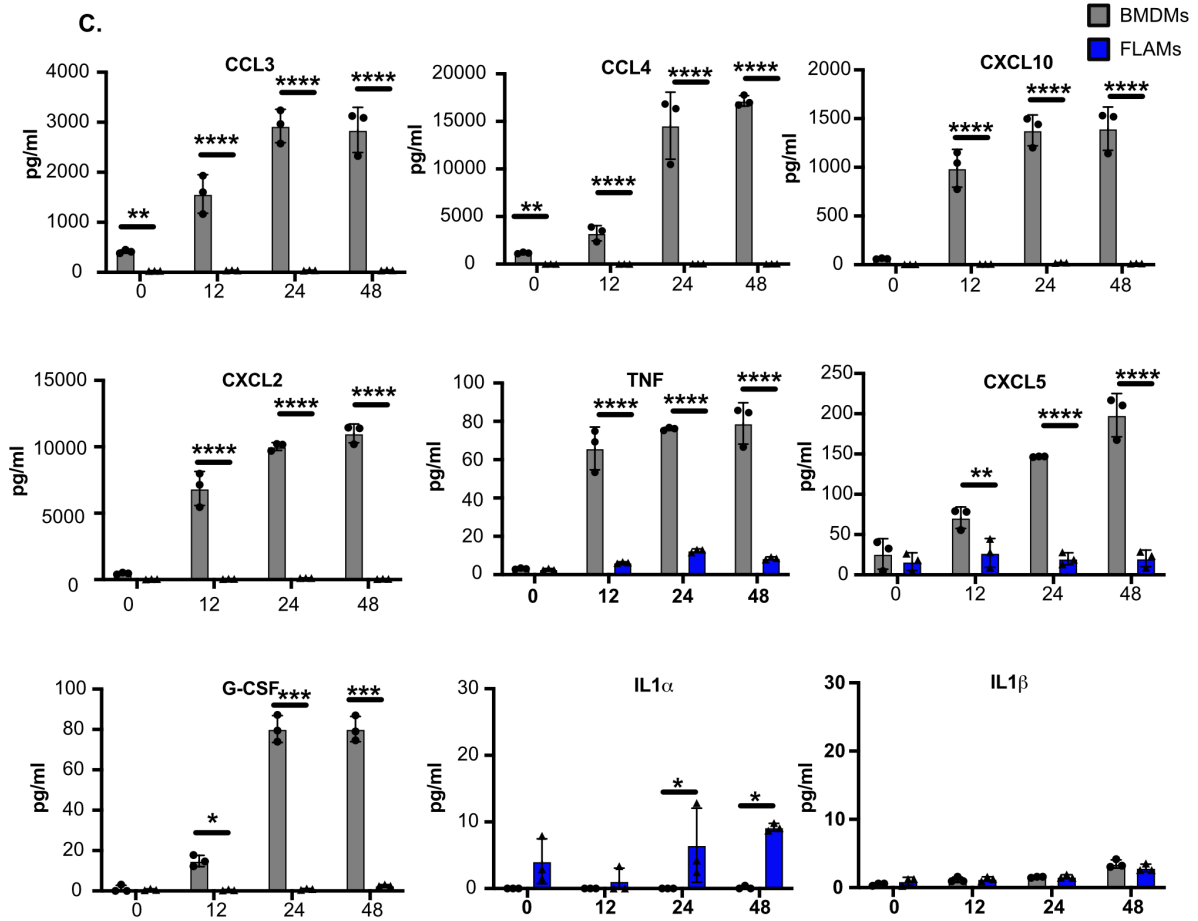 C.
BMDMs
FLAMs
CCL3
4000
3000
2000
1000
0
pg/ml
**
****
****
****
0 12 24 48
CCL4
20000
15000
10000
5000
0
pg/ml
**
****
****
****
0 12 24 48
CXCL10
2000
1500
1000
500
0
pg/ml
****
****
****
0 12 24 48
CXCL2
15000
10000
5000
0
pg/ml
****
****
****
0 12 24 48
TNF
100
80
60
40
20
0
pg/ml
****
****
****
0 12 24 48
CXCL5
250
200
150
100
50
0
pg/ml
**
****
****
0 12 24 48
G-CSF
100
80
60
40
20
0
pg/ml
*
***
***
0 12 24 48
IL1α
30
20
10
0
pg/ml
*
*
0 12 24 48
IL1β
30
20
10
0
pg/ml
0 12 24 48